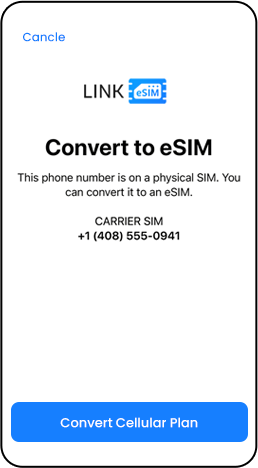 Cancle
LINK eSIM
Convert to eSIM
This phone number is on a physical SIM. You
can convert it to an eSIM.
CARRIER SIM
+1 (408) 555-0941
Convert Cellular Plan